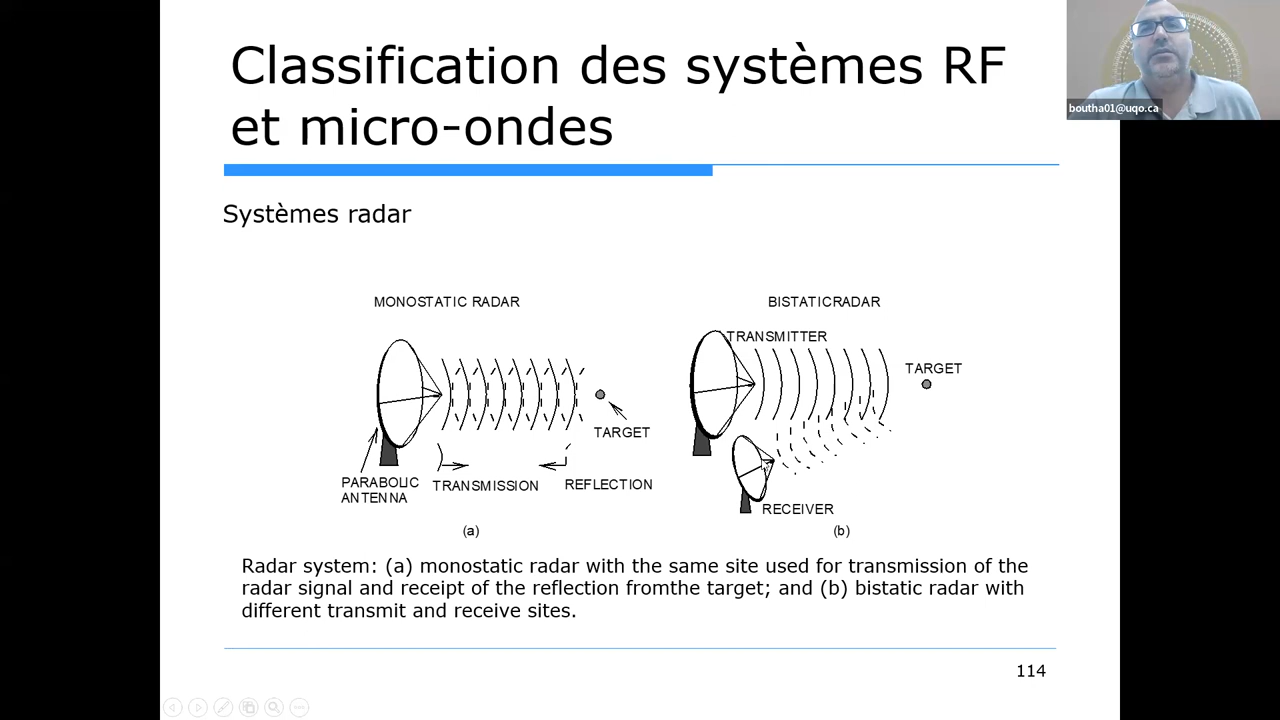 Classification des systèmes RF
et micro-ondes
boutha01@uqo.ca
Systèmes radar
MONOSTATIC RADAR
BISTATICRADAR
TRANSMITTER
TARGET
TARGET
PARABOLIC
ANTENNA
TRANSMISSION
REFLECTION
RECEIVER
(a)
(b)
Radar system: (a) monostatic radar with the same site used for transmission of the
radar signal and receipt of the reflection fromthe target; and (b) bistatic radar with
different transmit and receive sites.
114